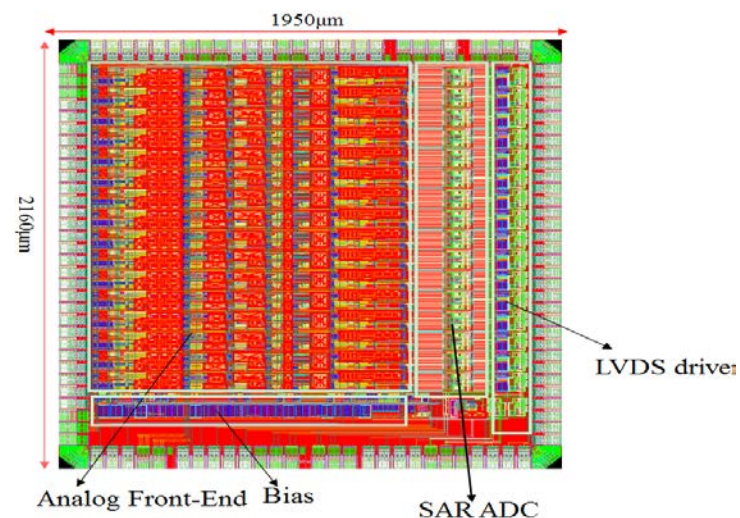 1950μm
2160μm
LVDS driver
Analog Front-End
Bias
SAR ADC